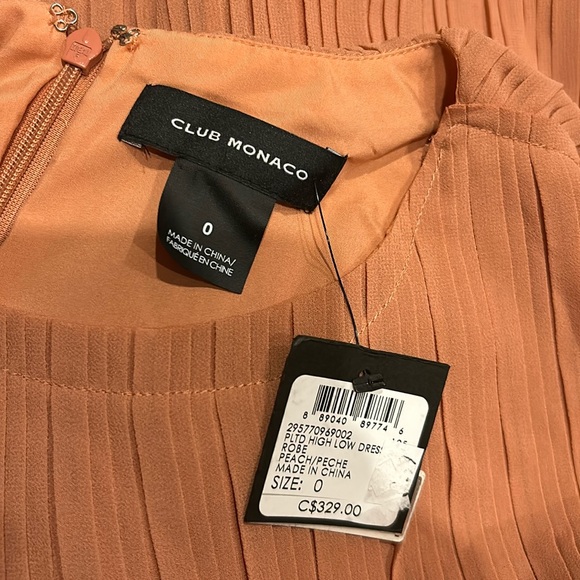 CLUB MONACO
0
MADE IN CHINA/
FABRIQUÉ EN CHINE
8 89040 89774 6
295770969002
PLTD HIGH LOW DRES
ROBE
PEACH/PECHE
MADE IN CHINA
SIZE: 0
C$329.00